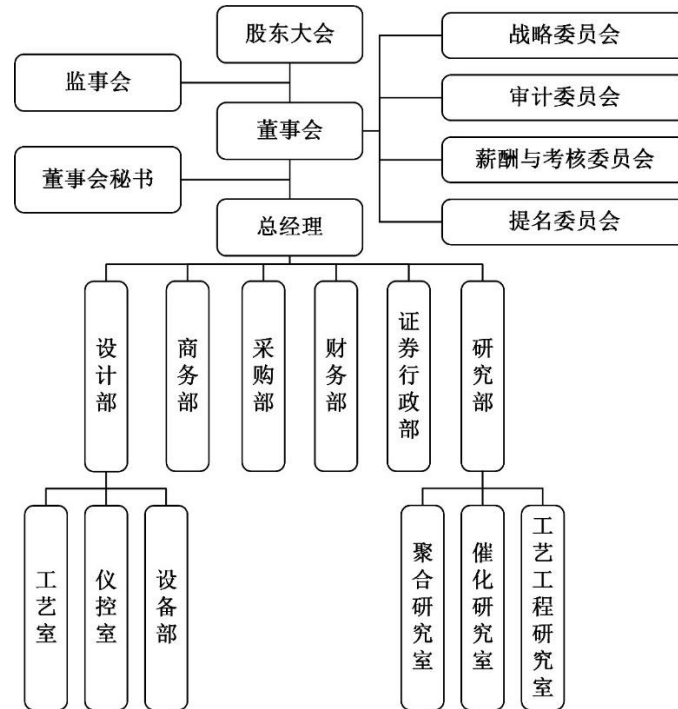 股东大会
战略委员会
监事会
审计委员会
董事会
薪酬与考核委员会
董事会秘书
提名委员会
总经理
设计部
商务部
采购部
财务部
证券行政部
研究部
工艺室
仪控室
设备部
聚合研究室
催化研究室
工艺工程研究室